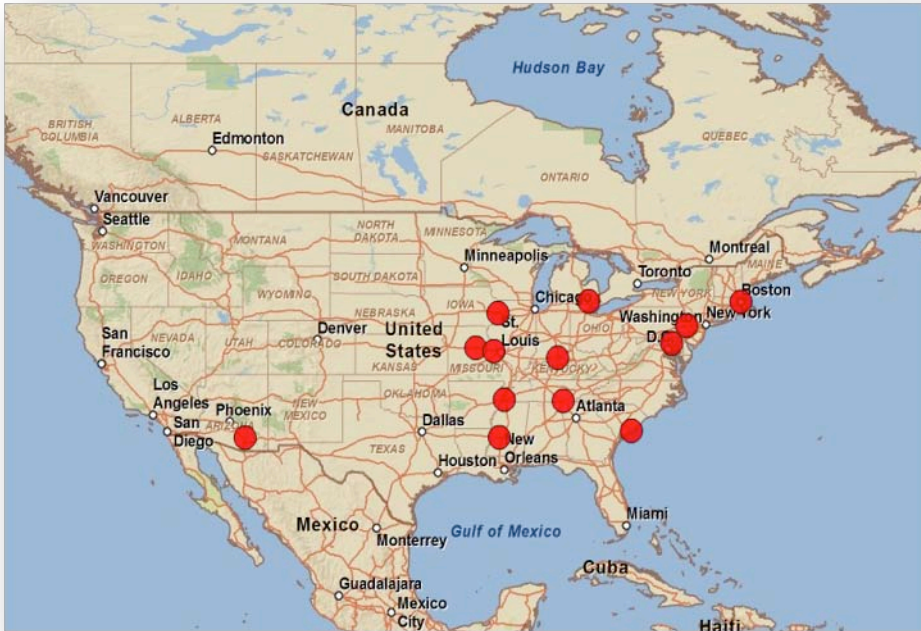 Hudson Bay
Canada
BRITISH
COLUMBIA
ALBERTA
Edmonton
SASKATCHEWAN
MANITOBA
ONTARIO
QUEBEC
Vancouver
Seattle
WASHINGTON
MONTANA
NORTH
DAKOTA
MINNESOTA
Minneapolis
Montreal
MAINE
Toronto
OREGON
IDAHO
WYOMING
SOUTH DAKOTA
IOWA
Chicag
NEW YORK
Boston
San
Francisco
NEVADA
UTAH
Denver
COLORADO
NEBRASKA
United
States
KANSAS
St.
Louis
MISSOURI
OHIO
KENTUCKY
Washington
D.
New York
Los
Angeles
San
Diego
Phoenix
ARIZONA
NEW
MEXICO
OKLAHOMA
Dallas
TEXAS
Houston
New
Orleans
Atlanta
Miami
Mexico
Monterrey
Gulf of Mexico
Cuba
Guadalajara
Mexico
City
Haiti